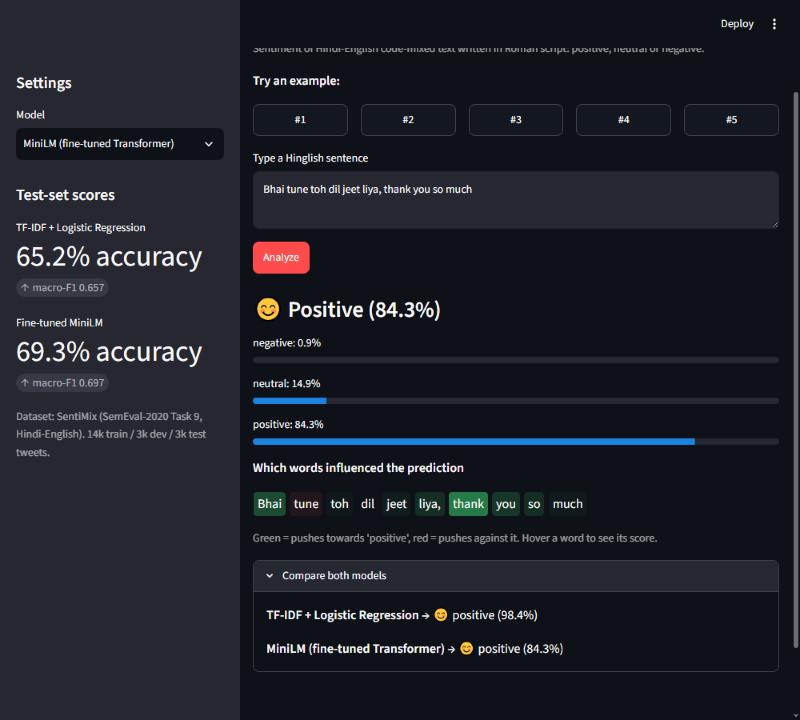 Deploy
Sentiment of Hindi-English code-mixed text written in Roman script: positive, neutral or negative.
Settings
Model
MiniLM (fine-tuned Transformer)
Test-set scores
TF-IDF + Logistic Regression
65.2% accuracy
↑ macro-F1 0.657
Fine-tuned MiniLM
69.3% accuracy
↑ macro-F1 0.697
Dataset: SentiMix (SemEval-2020 Task 9,
Hindi-English). 14k train / 3k dev / 3k test
tweets.
Try an example:
#1 #2 #3 #4 #5
Type a Hinglish sentence
Bhai tune toh dil jeet liya, thank you so much
Analyze
😊 Positive (84.3%)
negative: 0.9%
neutral: 14.9%
positive: 84.3%
Which words influenced the prediction
Bhai tune toh dil jeet liya, thank you so much
Green = pushes towards 'positive', red = pushes against it. Hover a word to see its score.
Compare both models
TF-IDF + Logistic Regression → 😊 positive (98.4%)
MiniLM (fine-tuned Transformer) → 😊 positive (84.3%)